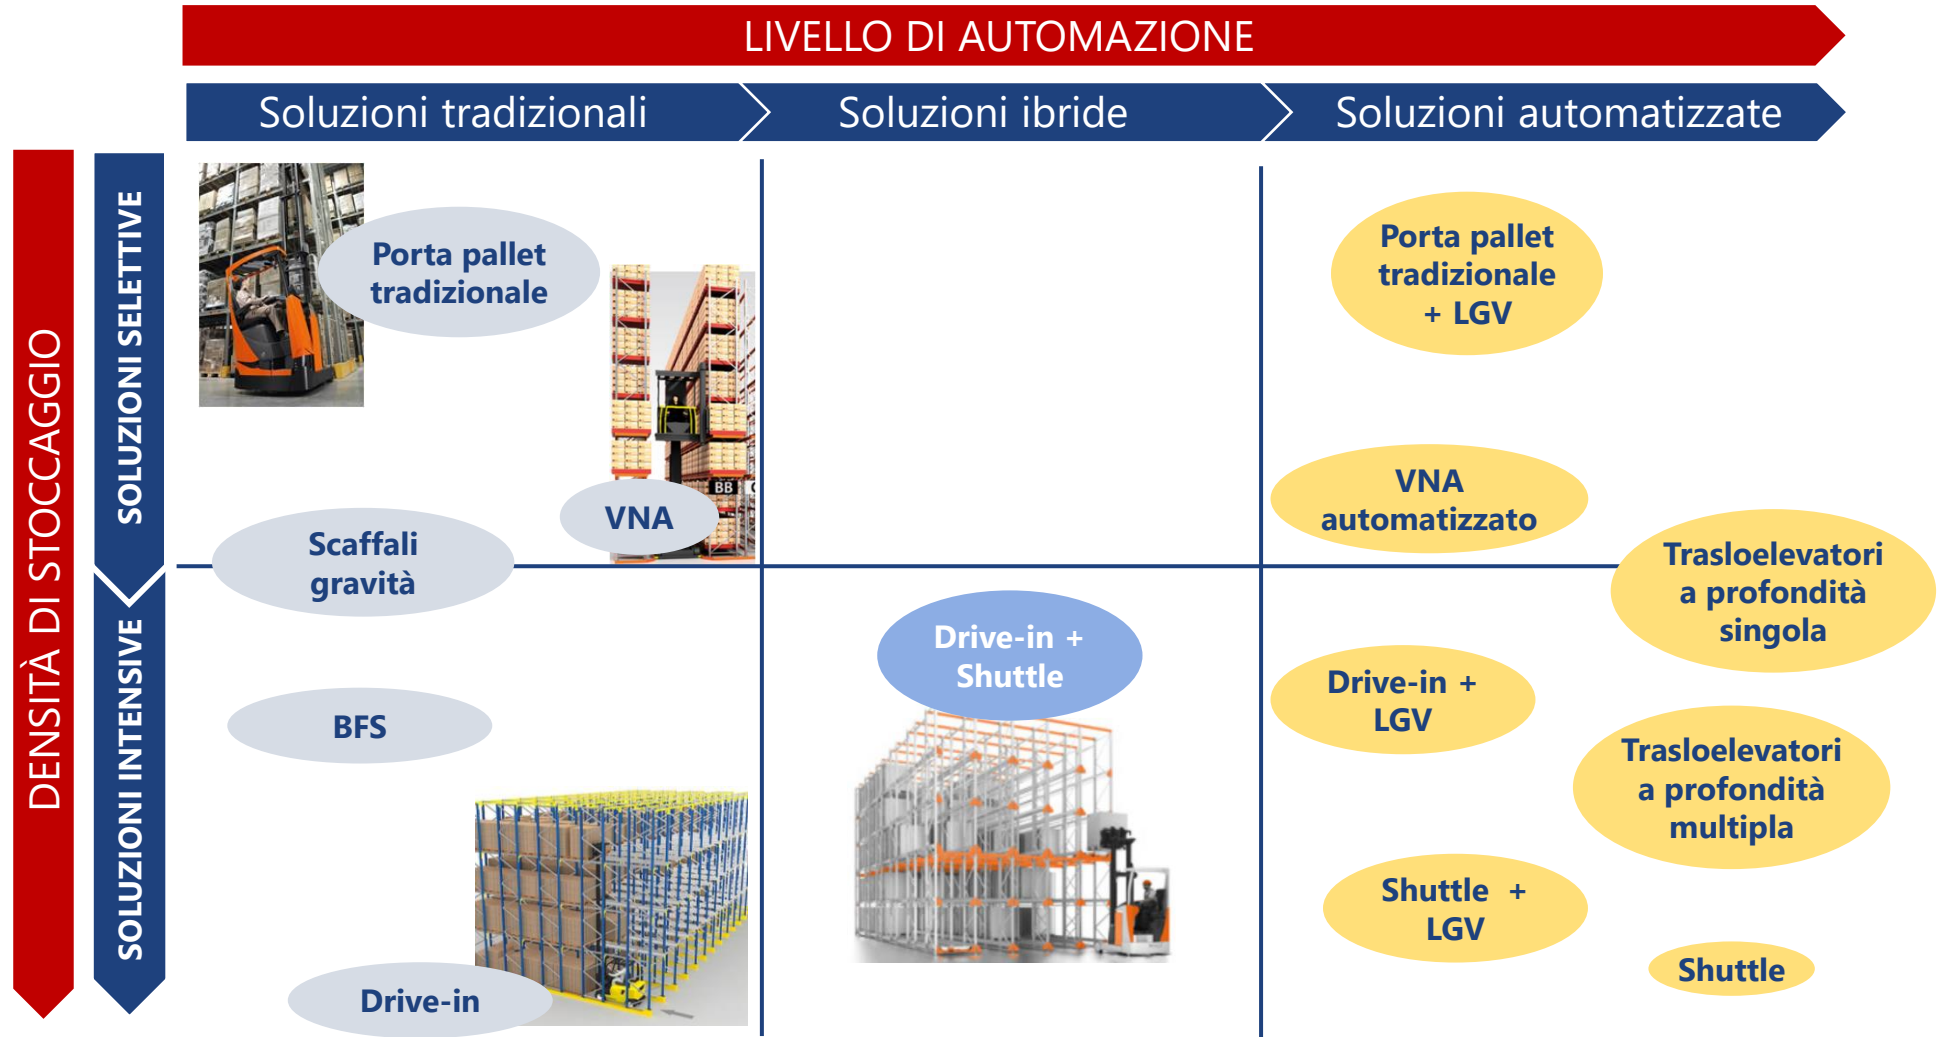 LIVELLO DI AUTOMAZIONE
Soluzioni tradizionali
Soluzioni ibride
Soluzioni automatizzate
DENSITÀ DI STOCCAGGIO
SOLUZIONI SELETTIVE
SOLUZIONI INTENSIVE
Porta pallet
tradizionale
BB
VNA
Scaffali
gravità
BFS
Drive-in
Drive-in +
Shuttle
Porta pallet
tradizionale
+ LGV
VNA
automatizzato
Trasloelevatori
a profondità
singola
Drive-in +
LGV
Trasloelevatori
a profondità
multipla
Shuttle +
LGV
Shuttle